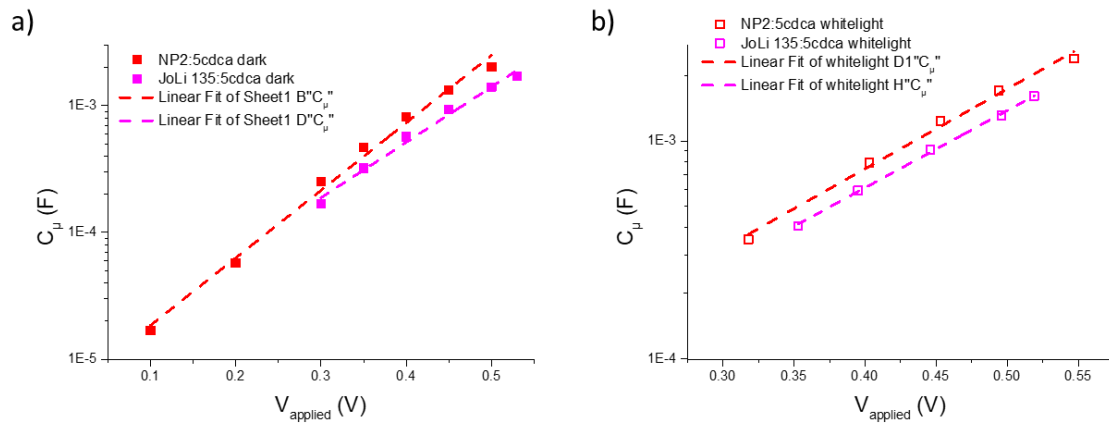 a)
NP2:5cdca dark
JoLi 135:5cdca dark
Linear Fit of Sheet1 B"Cμ"
Linear Fit of Sheet1 D"Cμ"
1E-3
1E-4
1E-5
Cμ (F)
0.1 0.2 0.3 0.4 0.5
Vapplied (V)
b)
NP2:5cdca whitelight
JoLi 135:5cdca whitelight
Linear Fit of whitelight D1"Cμ"
Linear Fit of whitelight H"Cμ"
1E-3
1E-4
Cμ (F)
0.30 0.35 0.40 0.45 0.50 0.55
Vapplied (V)